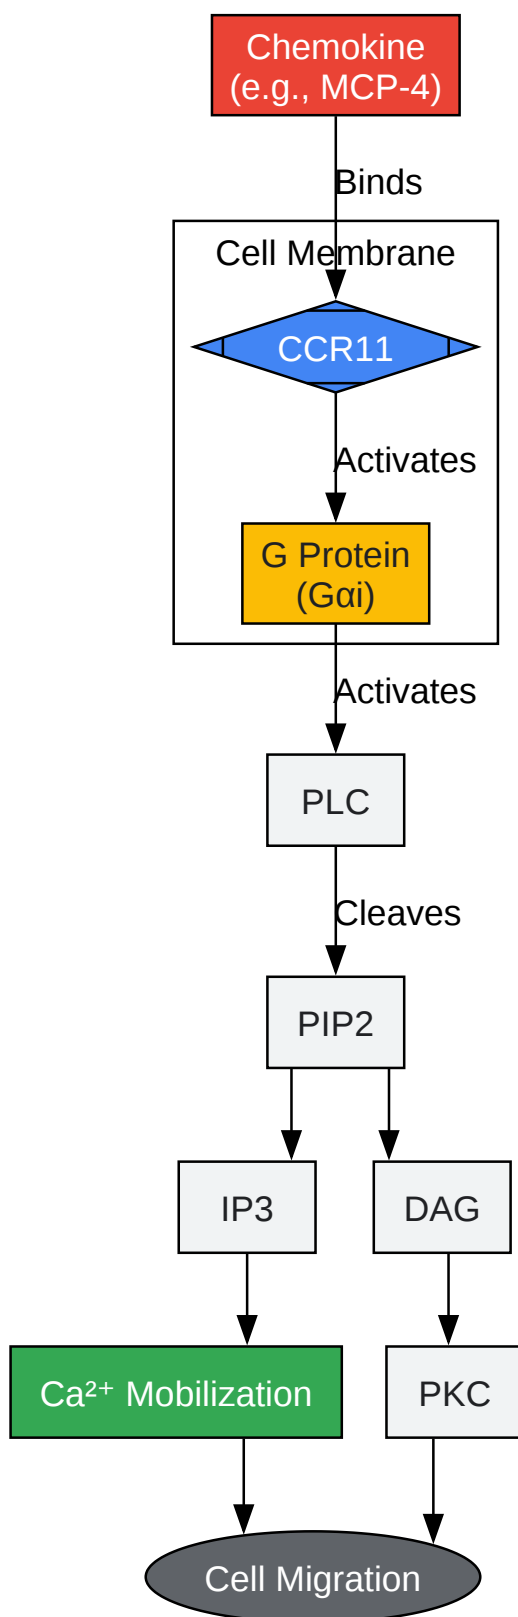 Chemokine
(e.g., MCP-4)
Binds
Cell Membrane
CCR11
Activates
G Protein
(Gαi)
Activates
PLC
Cleaves
PIP2
IP3
DAG
Ca²⁺ Mobilization
PKC
Cell Migration